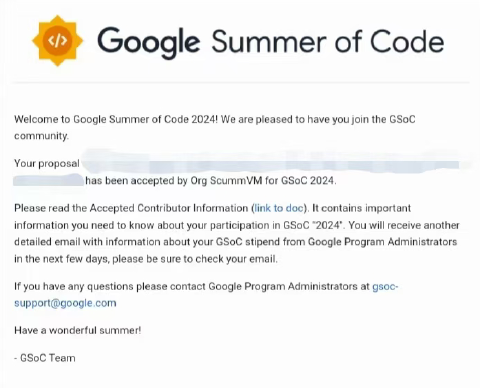 </>
Google Summer of Code
Welcome to Google Summer of Code 2024! We are pleased to have you join the GSoC
community.
Your proposal
has been accepted by Org ScummVM for GSoC 2024.
Please read the Accepted Contributor Information (link to doc). It contains important
information you need to know about your participation in GSoC "2024". You will receive another
detailed email with information about your GSoC stipend from Google Program Administrators
in the next few days, please be sure to check your email.
If you have any questions please contact Google Program Administrators at gsoc-
support@google.com
Have a wonderful summer!
- GSoC Team